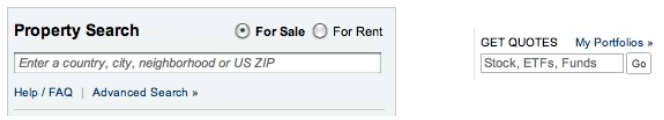 Property Search For Sale For Rent
Enter a country, city, neighborhood or US ZIP
Help / FAQ | Advanced Search »
GET QUOTES My Portfolios »
Stock, ETFs, Funds Go